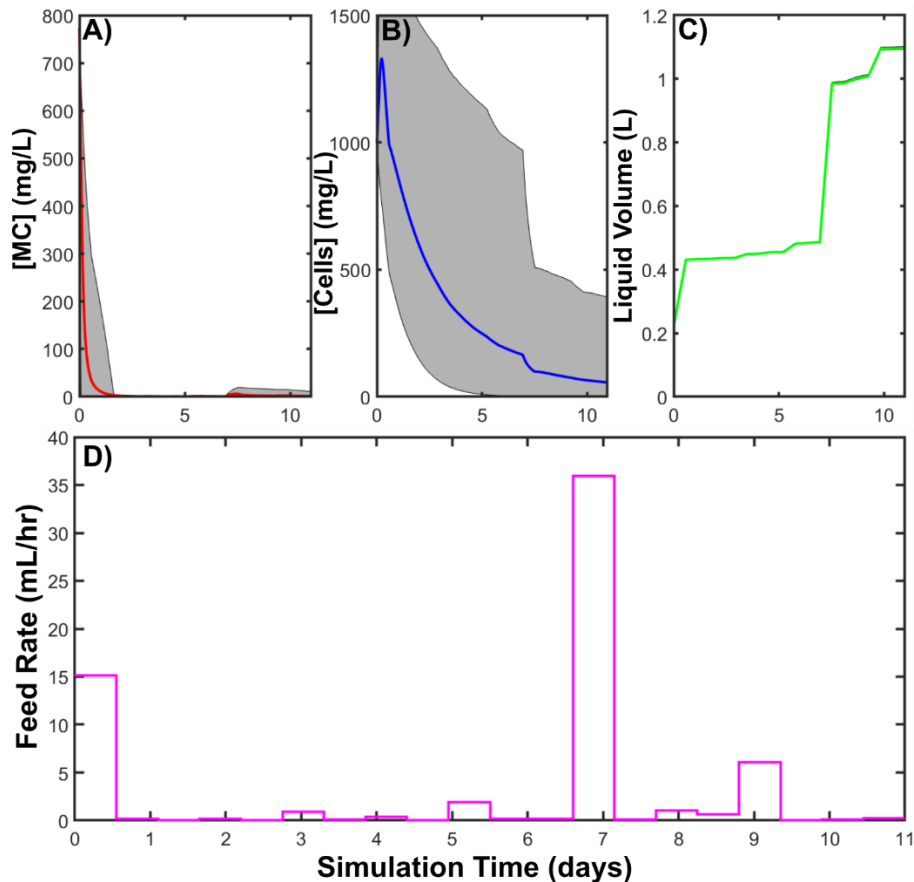 A)
[MC] (mg/L)
800
700
600
500
400
300
200
100
0
0 5 10
B)
[Cells] (mg/L)
1500
1000
500
0
0 5 10
C)
Liquid Volume (L)
1.2
1
0.8
0.6
0.4
0.2
0
0 5 10
D)
Feed Rate (mL/hr)
40
35
30
25
20
15
10
5
0
0 1 2 3 4 5 6 7 8 9 10 11
Simulation Time (days)